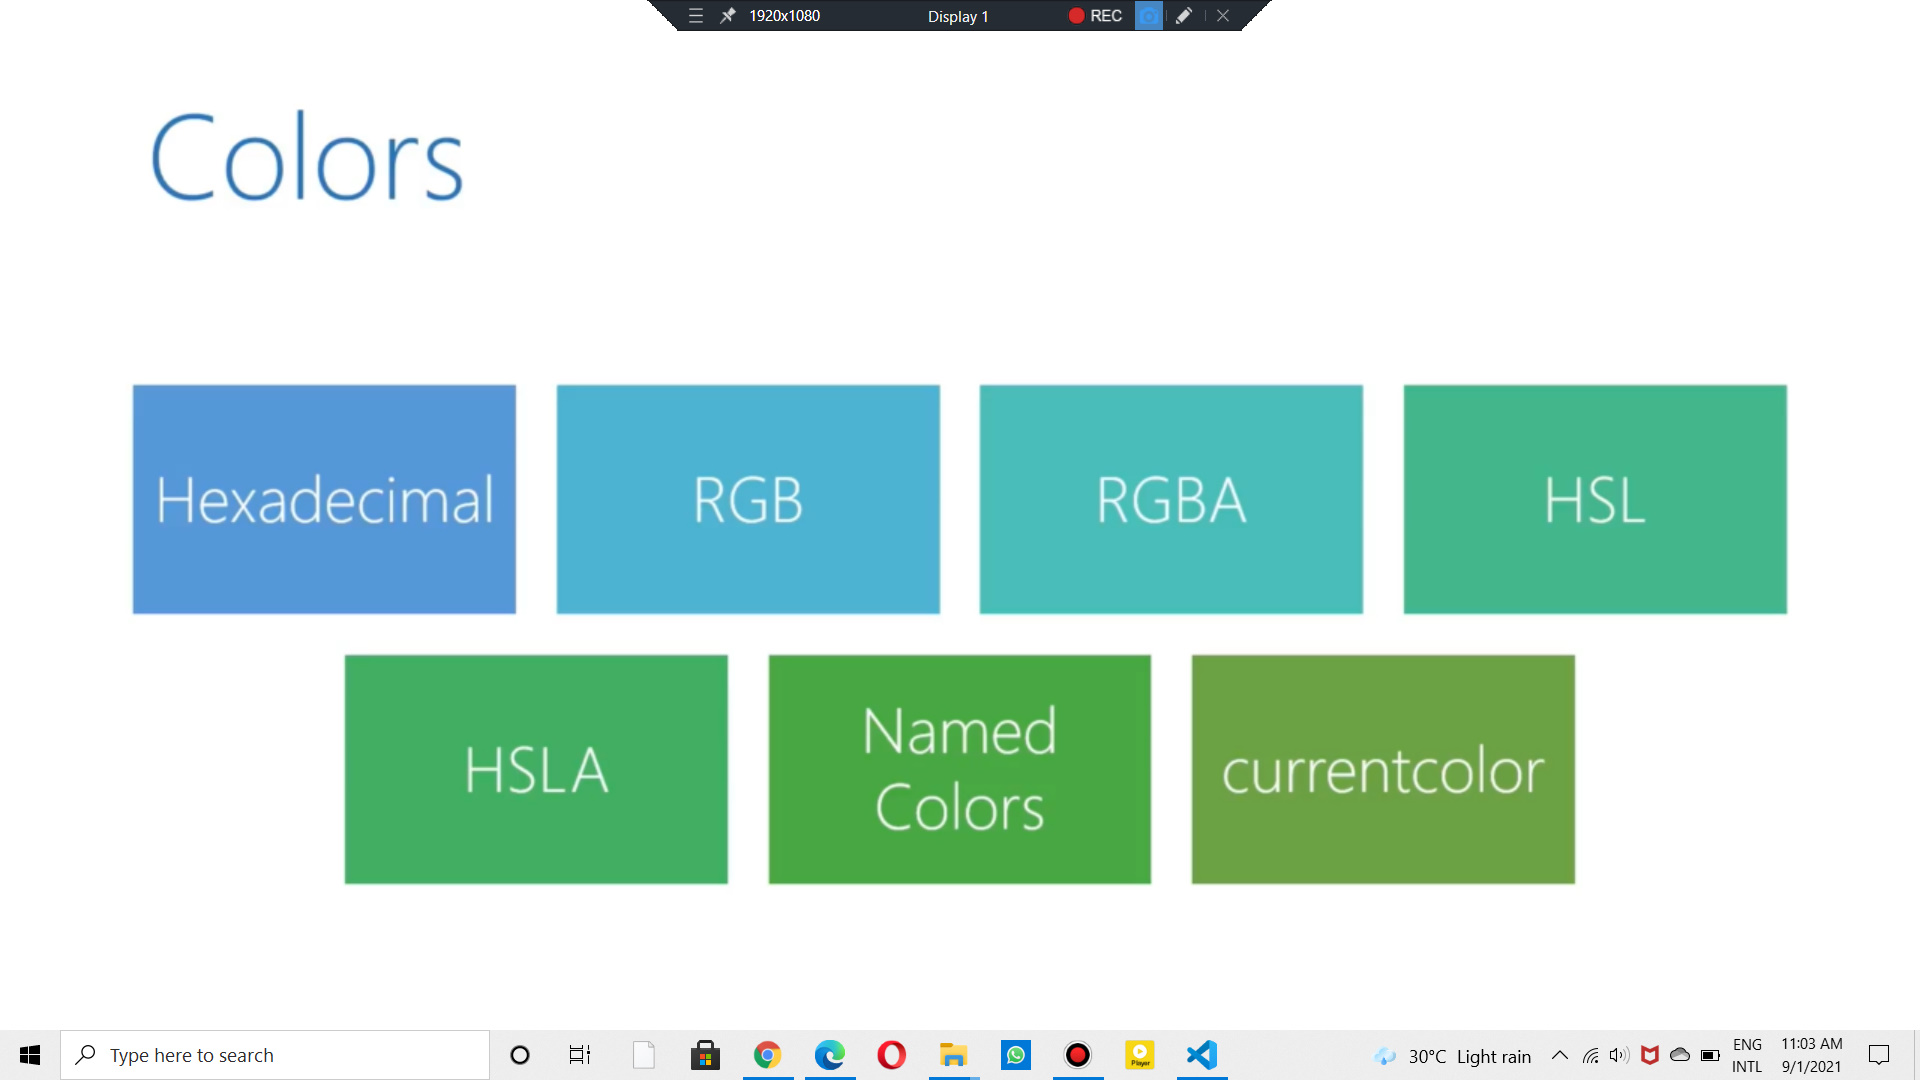 1920x1080 Display 1 REC
Colors
Hexadecimal RGB RGBA HSL
HSLA
Named
Colors
currentcolor
Type here to search
Player
30°C Light rain
ENG
INTL
11:03 AM
9/1/2021